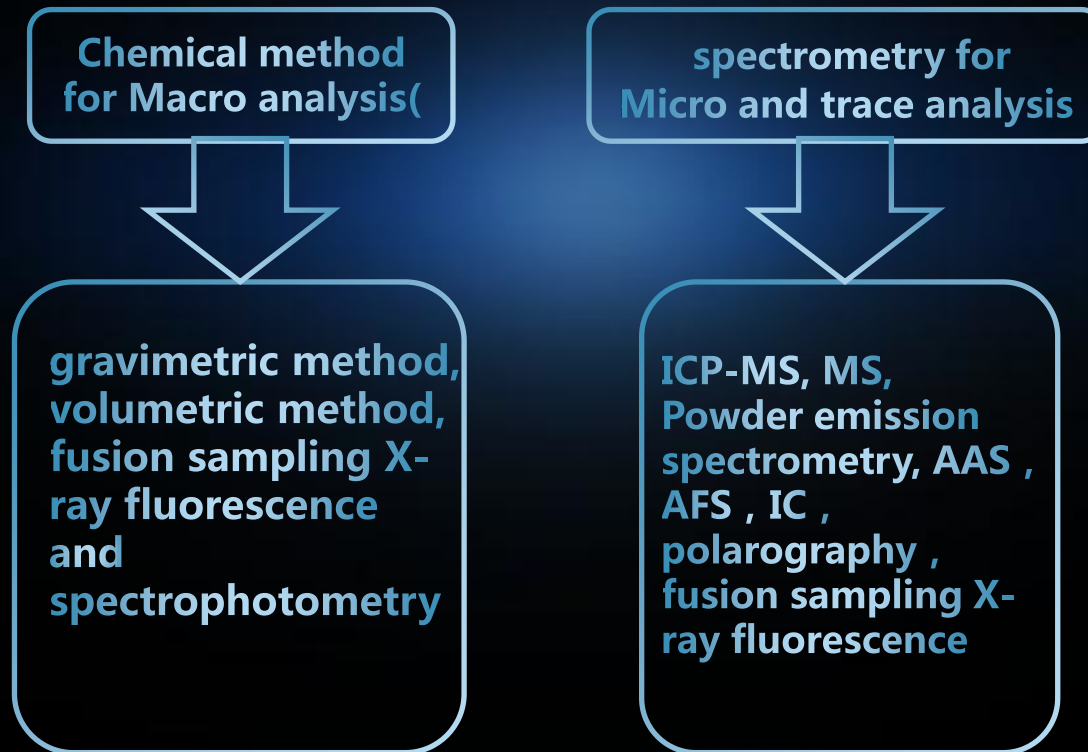 Chemical method
for Macro analysis(
spectrometry for
Micro and trace analysis
gravimetric method,
volumetric method,
fusion sampling X-
ray fluorescence
and
spectrophotometry
ICP-MS, MS,
Powder emission
spectrometry, AAS ,
AFS , IC ,
polarography ,
fusion sampling X-
ray fluorescence